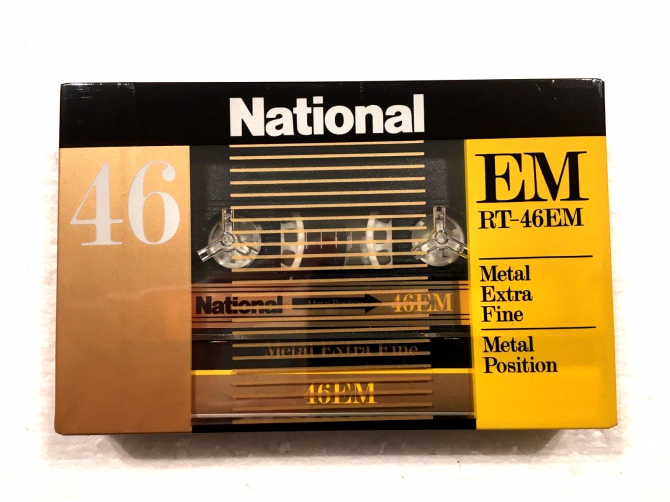 National
46
EM
RT-46EM
Metal
Extra
Fine
Metal
Position
National 46EM
Metal Extra Fine
46EM